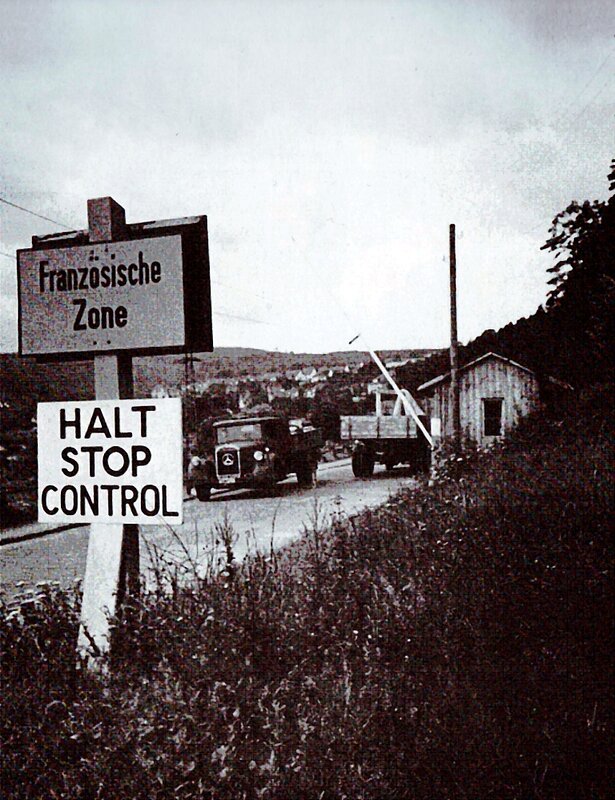 Französische
Zone
HALT
STOP
CONTROL